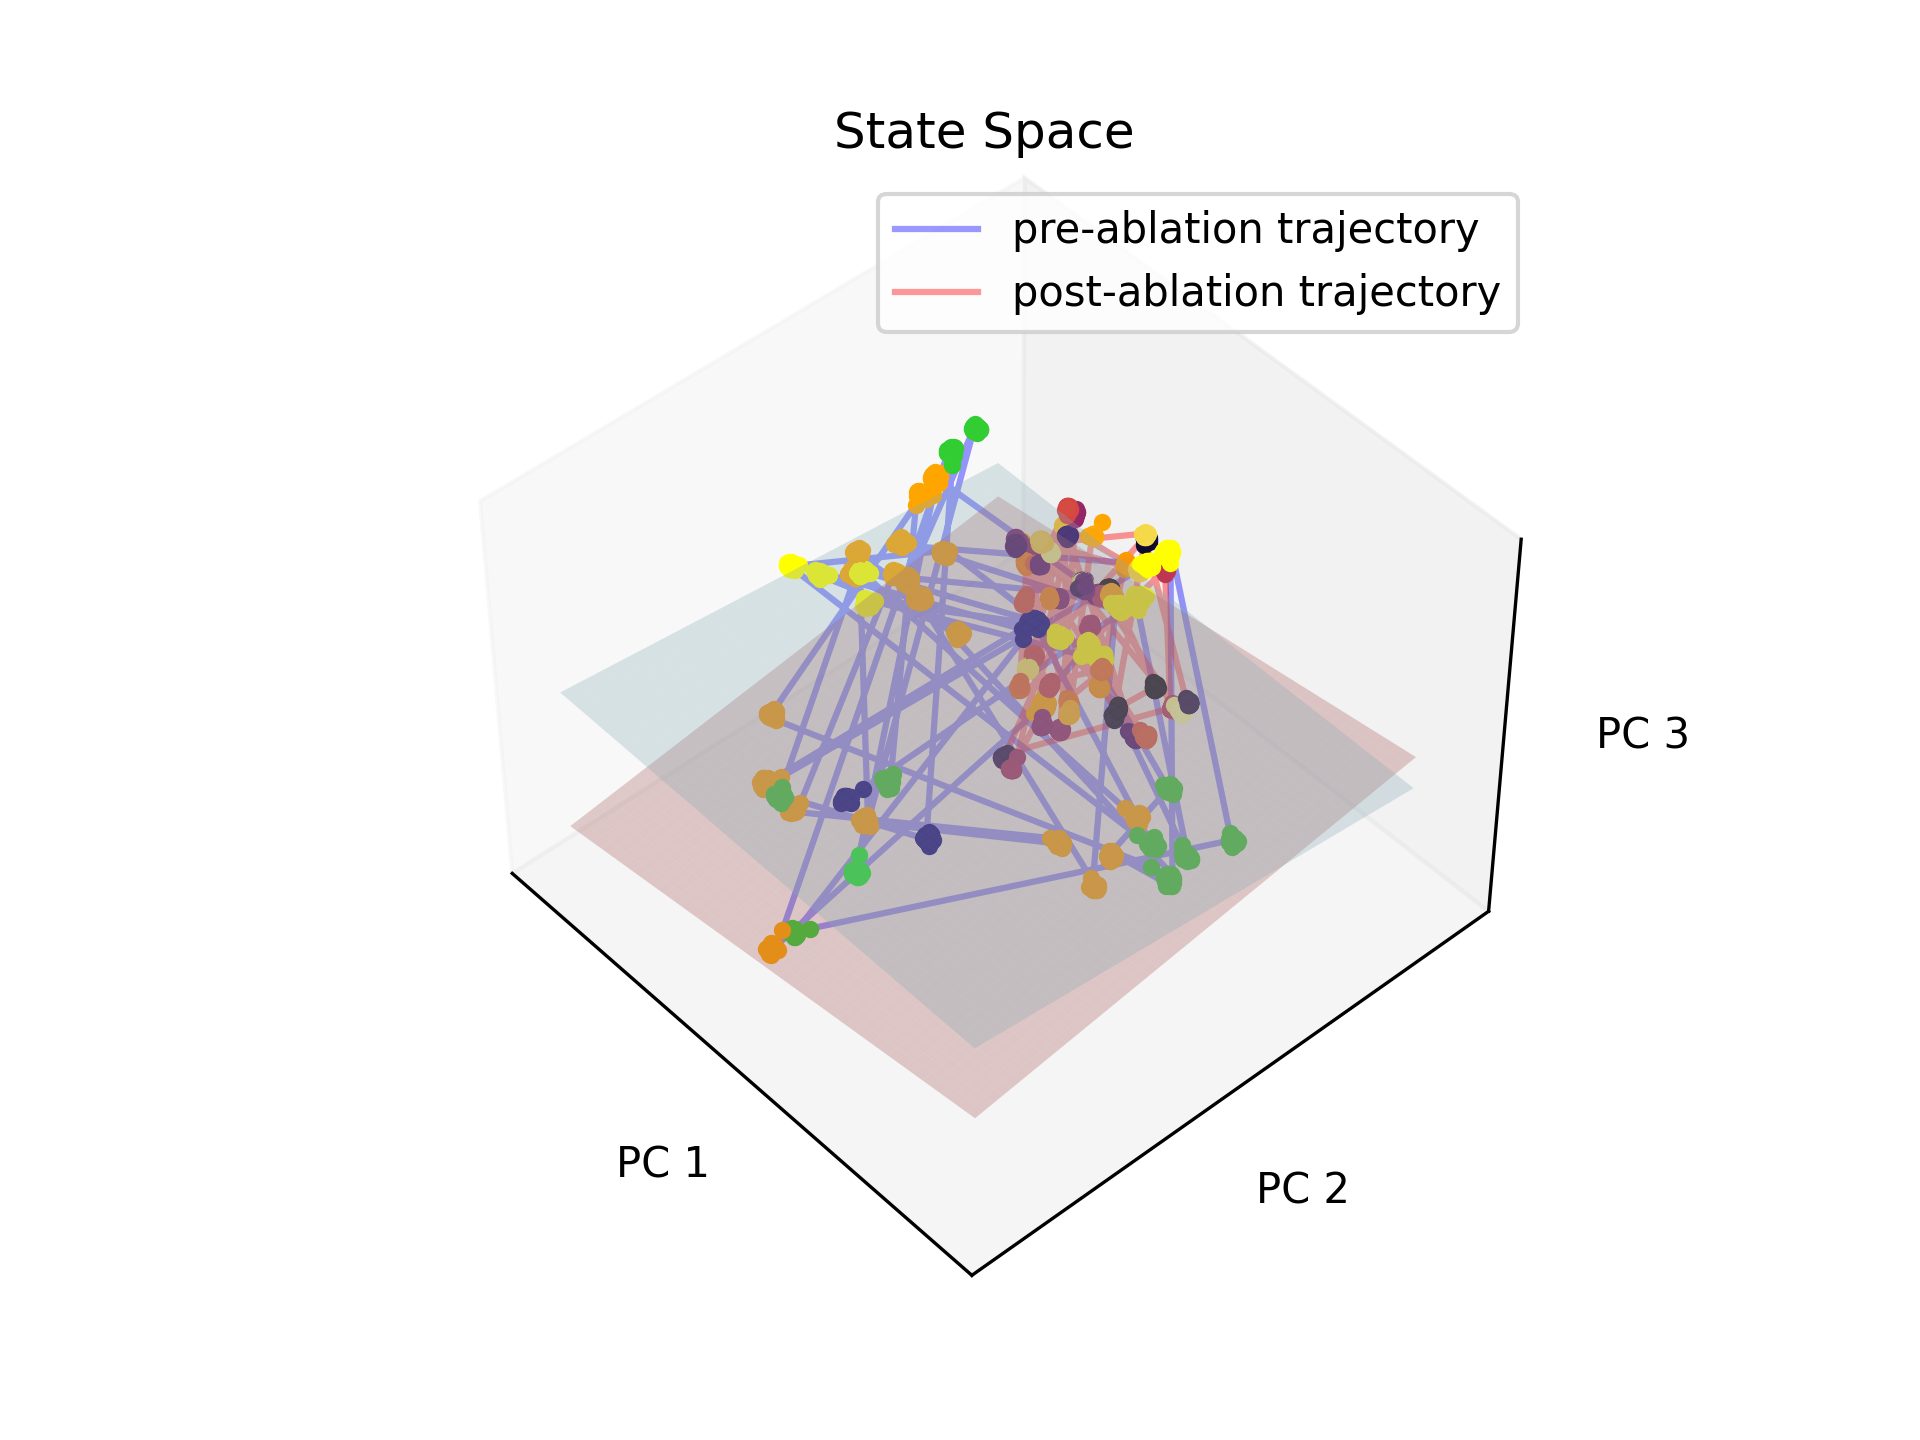 State Space
pre-ablation trajectory
post-ablation trajectory
PC 3
PC 1
PC 2